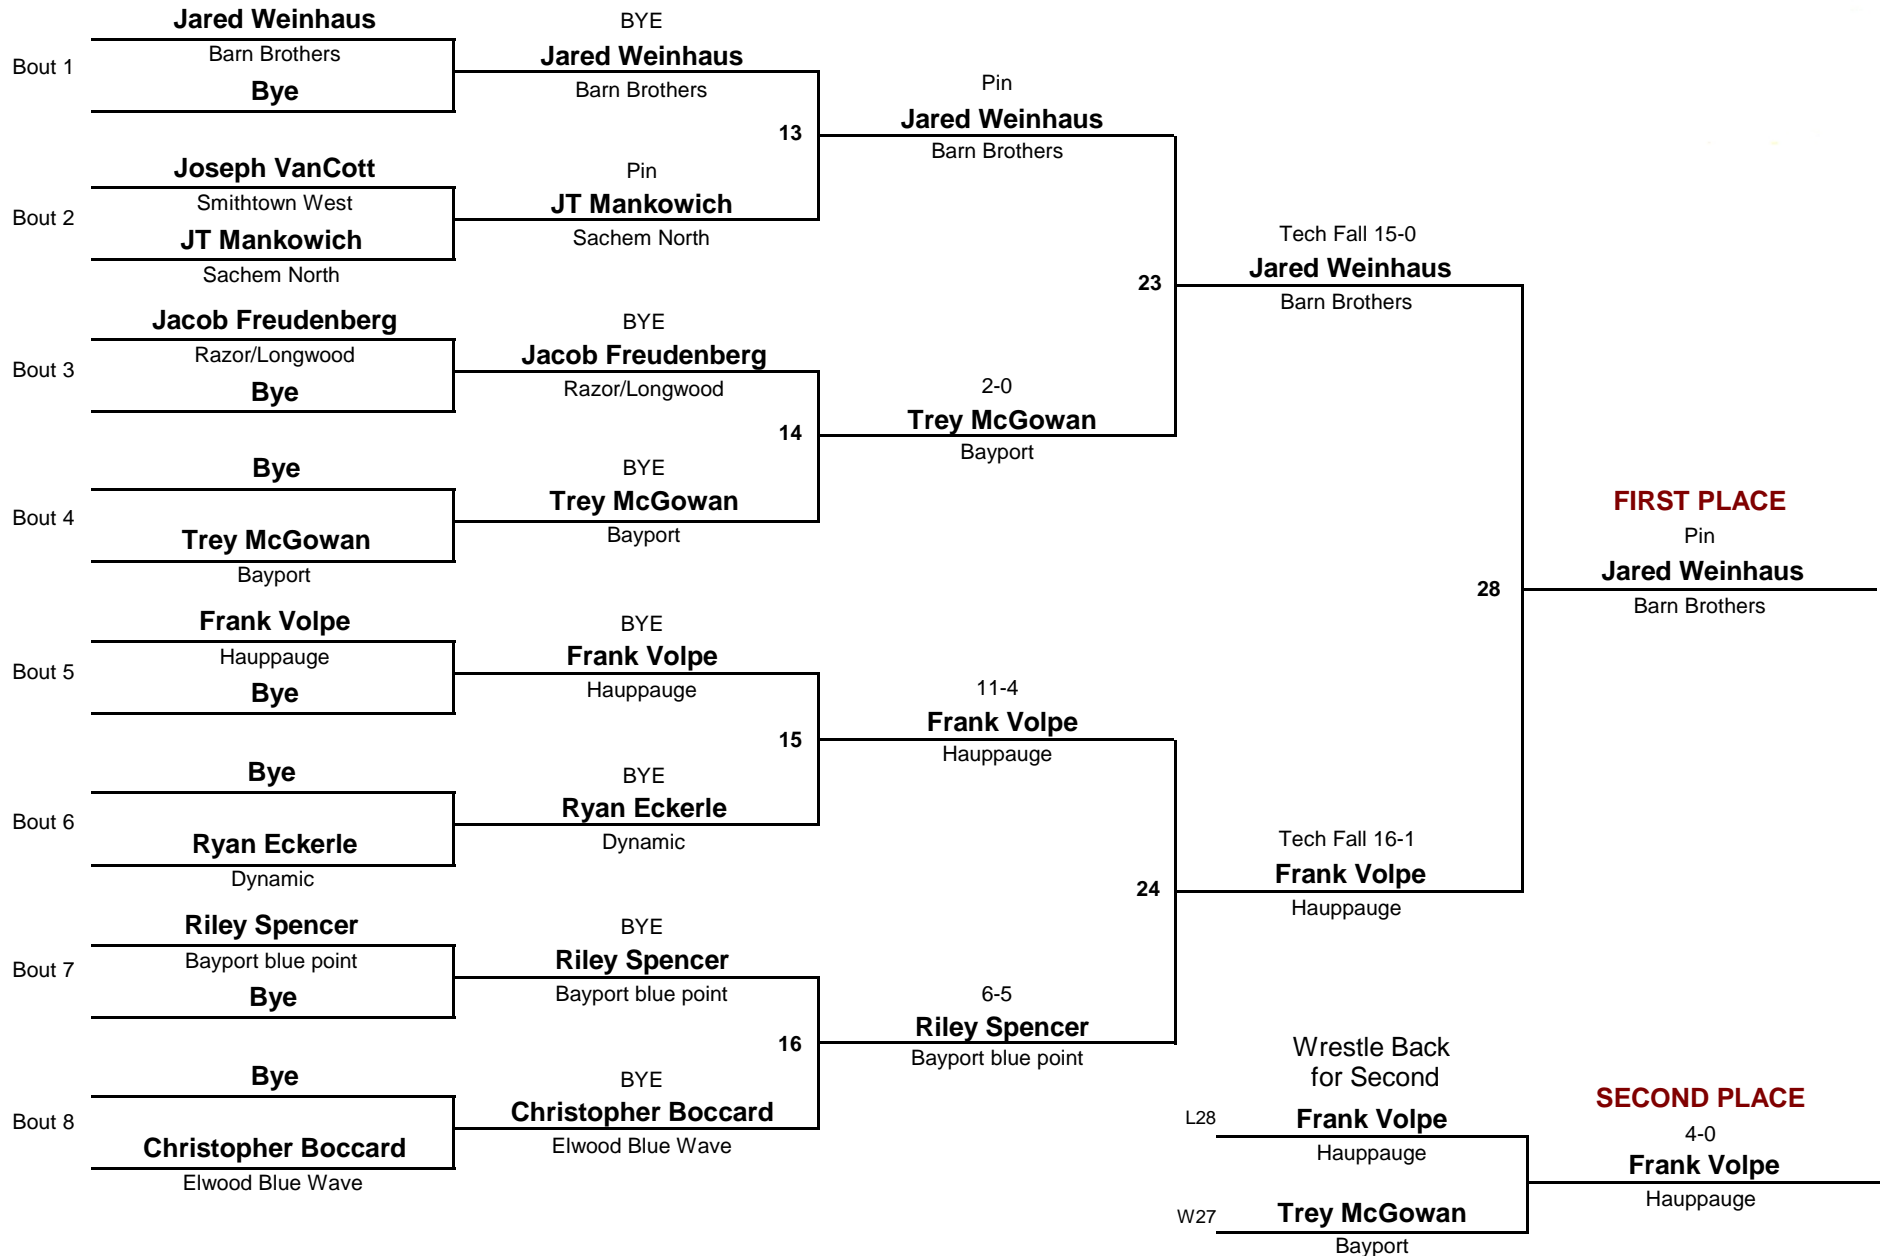 Jared Weinhaus
Bout 1
Barn Brothers
Bye
Joseph VanCott
Bout 2
Smithtown West
JT Mankowich
Sachem North
Jacob Freudenberg
Bout 3
Razor/Longwood
Bye
Bye
Bout 4
Trey McGowan
Bayport
Frank Volpe
Bout 5
Hauppauge
Bye
Bye
Bout 6
Ryan Eckerle
Dynamic
Riley Spencer
Bout 7
Bayport blue point
Bye
Bye
Bout 8
Christopher Boccard
Elwood Blue Wave
BYE
Jared Weinhaus
Barn Brothers
13
Pin
JT Mankowich
Sachem North
BYE
Jacob Freudenberg
Razor/Longwood
14
BYE
Trey McGowan
Bayport
BYE
Frank Volpe
Hauppauge
15
BYE
Ryan Eckerle
Dynamic
BYE
Riley Spencer
Bayport blue point
16
BYE
Christopher Boccard
Elwood Blue Wave
Pin
Jared Weinhaus
Barn Brothers
23
2-0
Trey McGowan
Bayport
11-4
Frank Volpe
Hauppauge
24
6-5
Riley Spencer
Bayport blue point
Tech Fall 15-0
Jared Weinhaus
Barn Brothers
28
Tech Fall 16-1
Frank Volpe
Hauppauge
FIRST PLACE
Pin
Jared Weinhaus
Barn Brothers
Wrestle Back
for Second
L28
Frank Volpe
Hauppauge
W27
Trey McGowan
Bayport
SECOND PLACE
4-0
Frank Volpe
Hauppauge